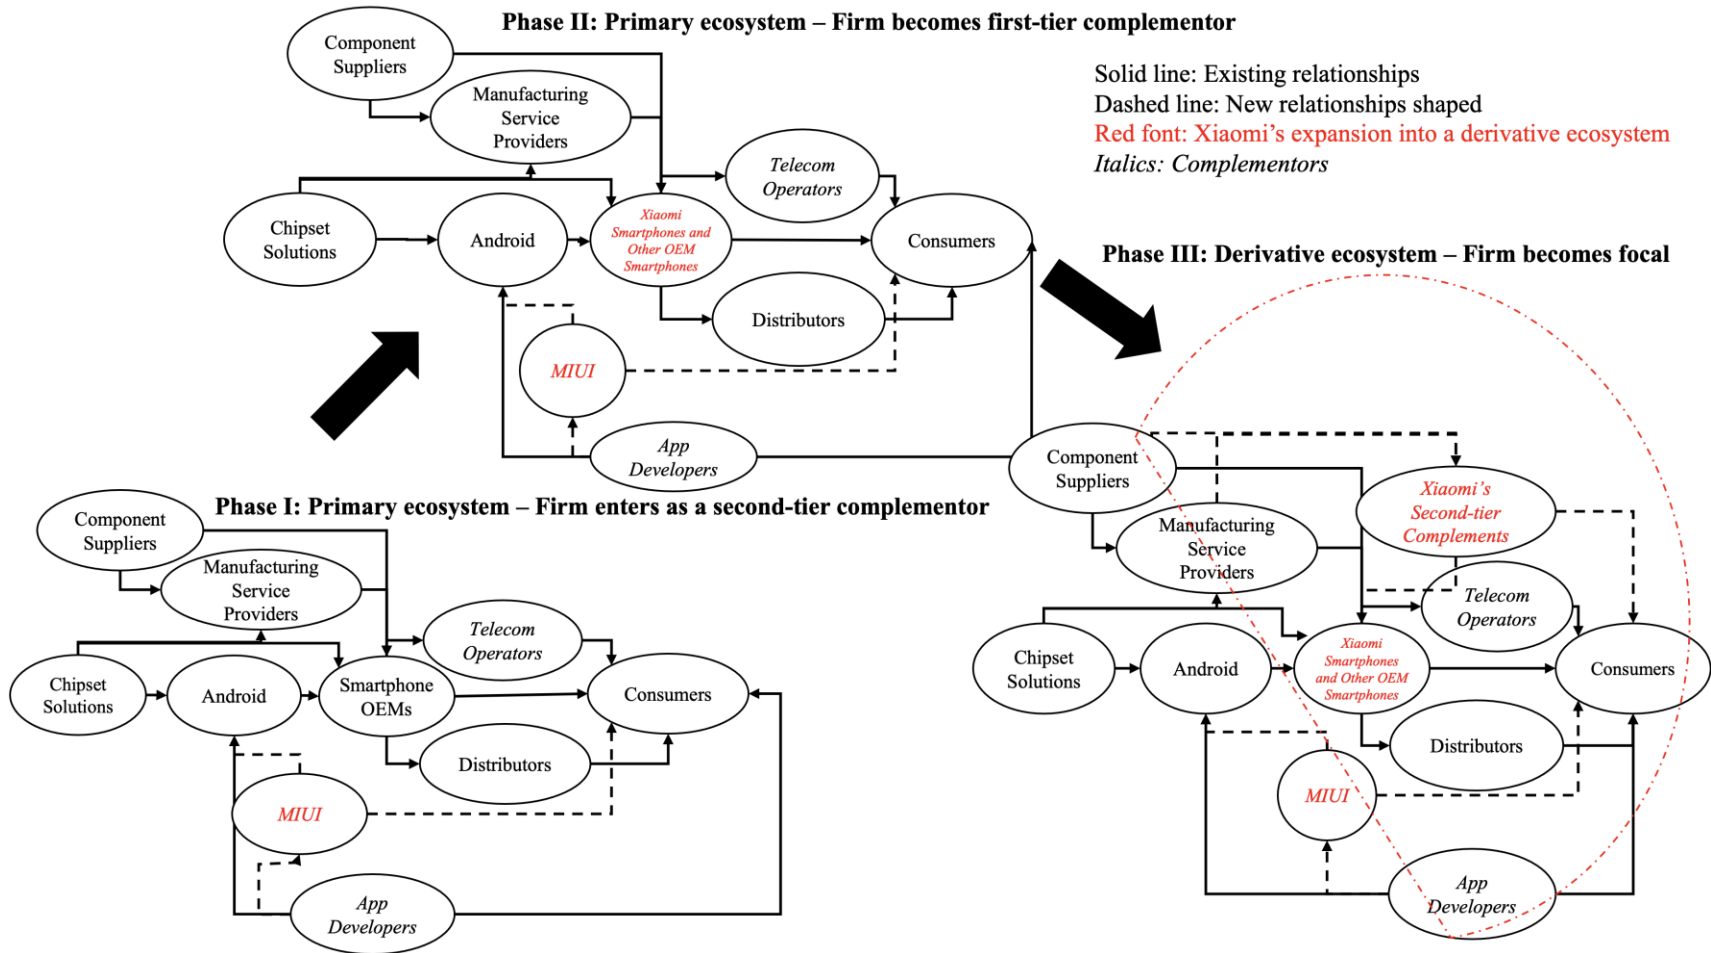 Phase II: Primary ecosystem – Firm becomes first-tier complementor
Component
Suppliers
Manufacturing
Service
Providers
Telecom
Operators
Chipset
Solutions
Android
Xiaomi
Smartphones and
Other OEM
Smartphones
Consumers
Distributors
MIUI
App
Developers
Solid line: Existing relationships
Dashed line: New relationships shaped
Red font: Xiaomi's expansion into a derivative ecosystem
Italics: Complementors
Phase I: Primary ecosystem – Firm enters as a second-tier complementor
Component
Suppliers
Manufacturing
Service
Providers
Telecom
Operators
Chipset
Solutions
Android
Smartphone
OEMs
Consumers
Distributors
MIUI
App
Developers
Phase III: Derivative ecosystem – Firm becomes focal
Component
Suppliers
Xiaomi's
Second-tier
Complements
Manufacturing
Service
Providers
Telecom
Operators
Chipset
Solutions
Android
Xiaomi
Smartphones
and Other OEM
Smartphones
Consumers
Distributors
MIUI
App
Developers